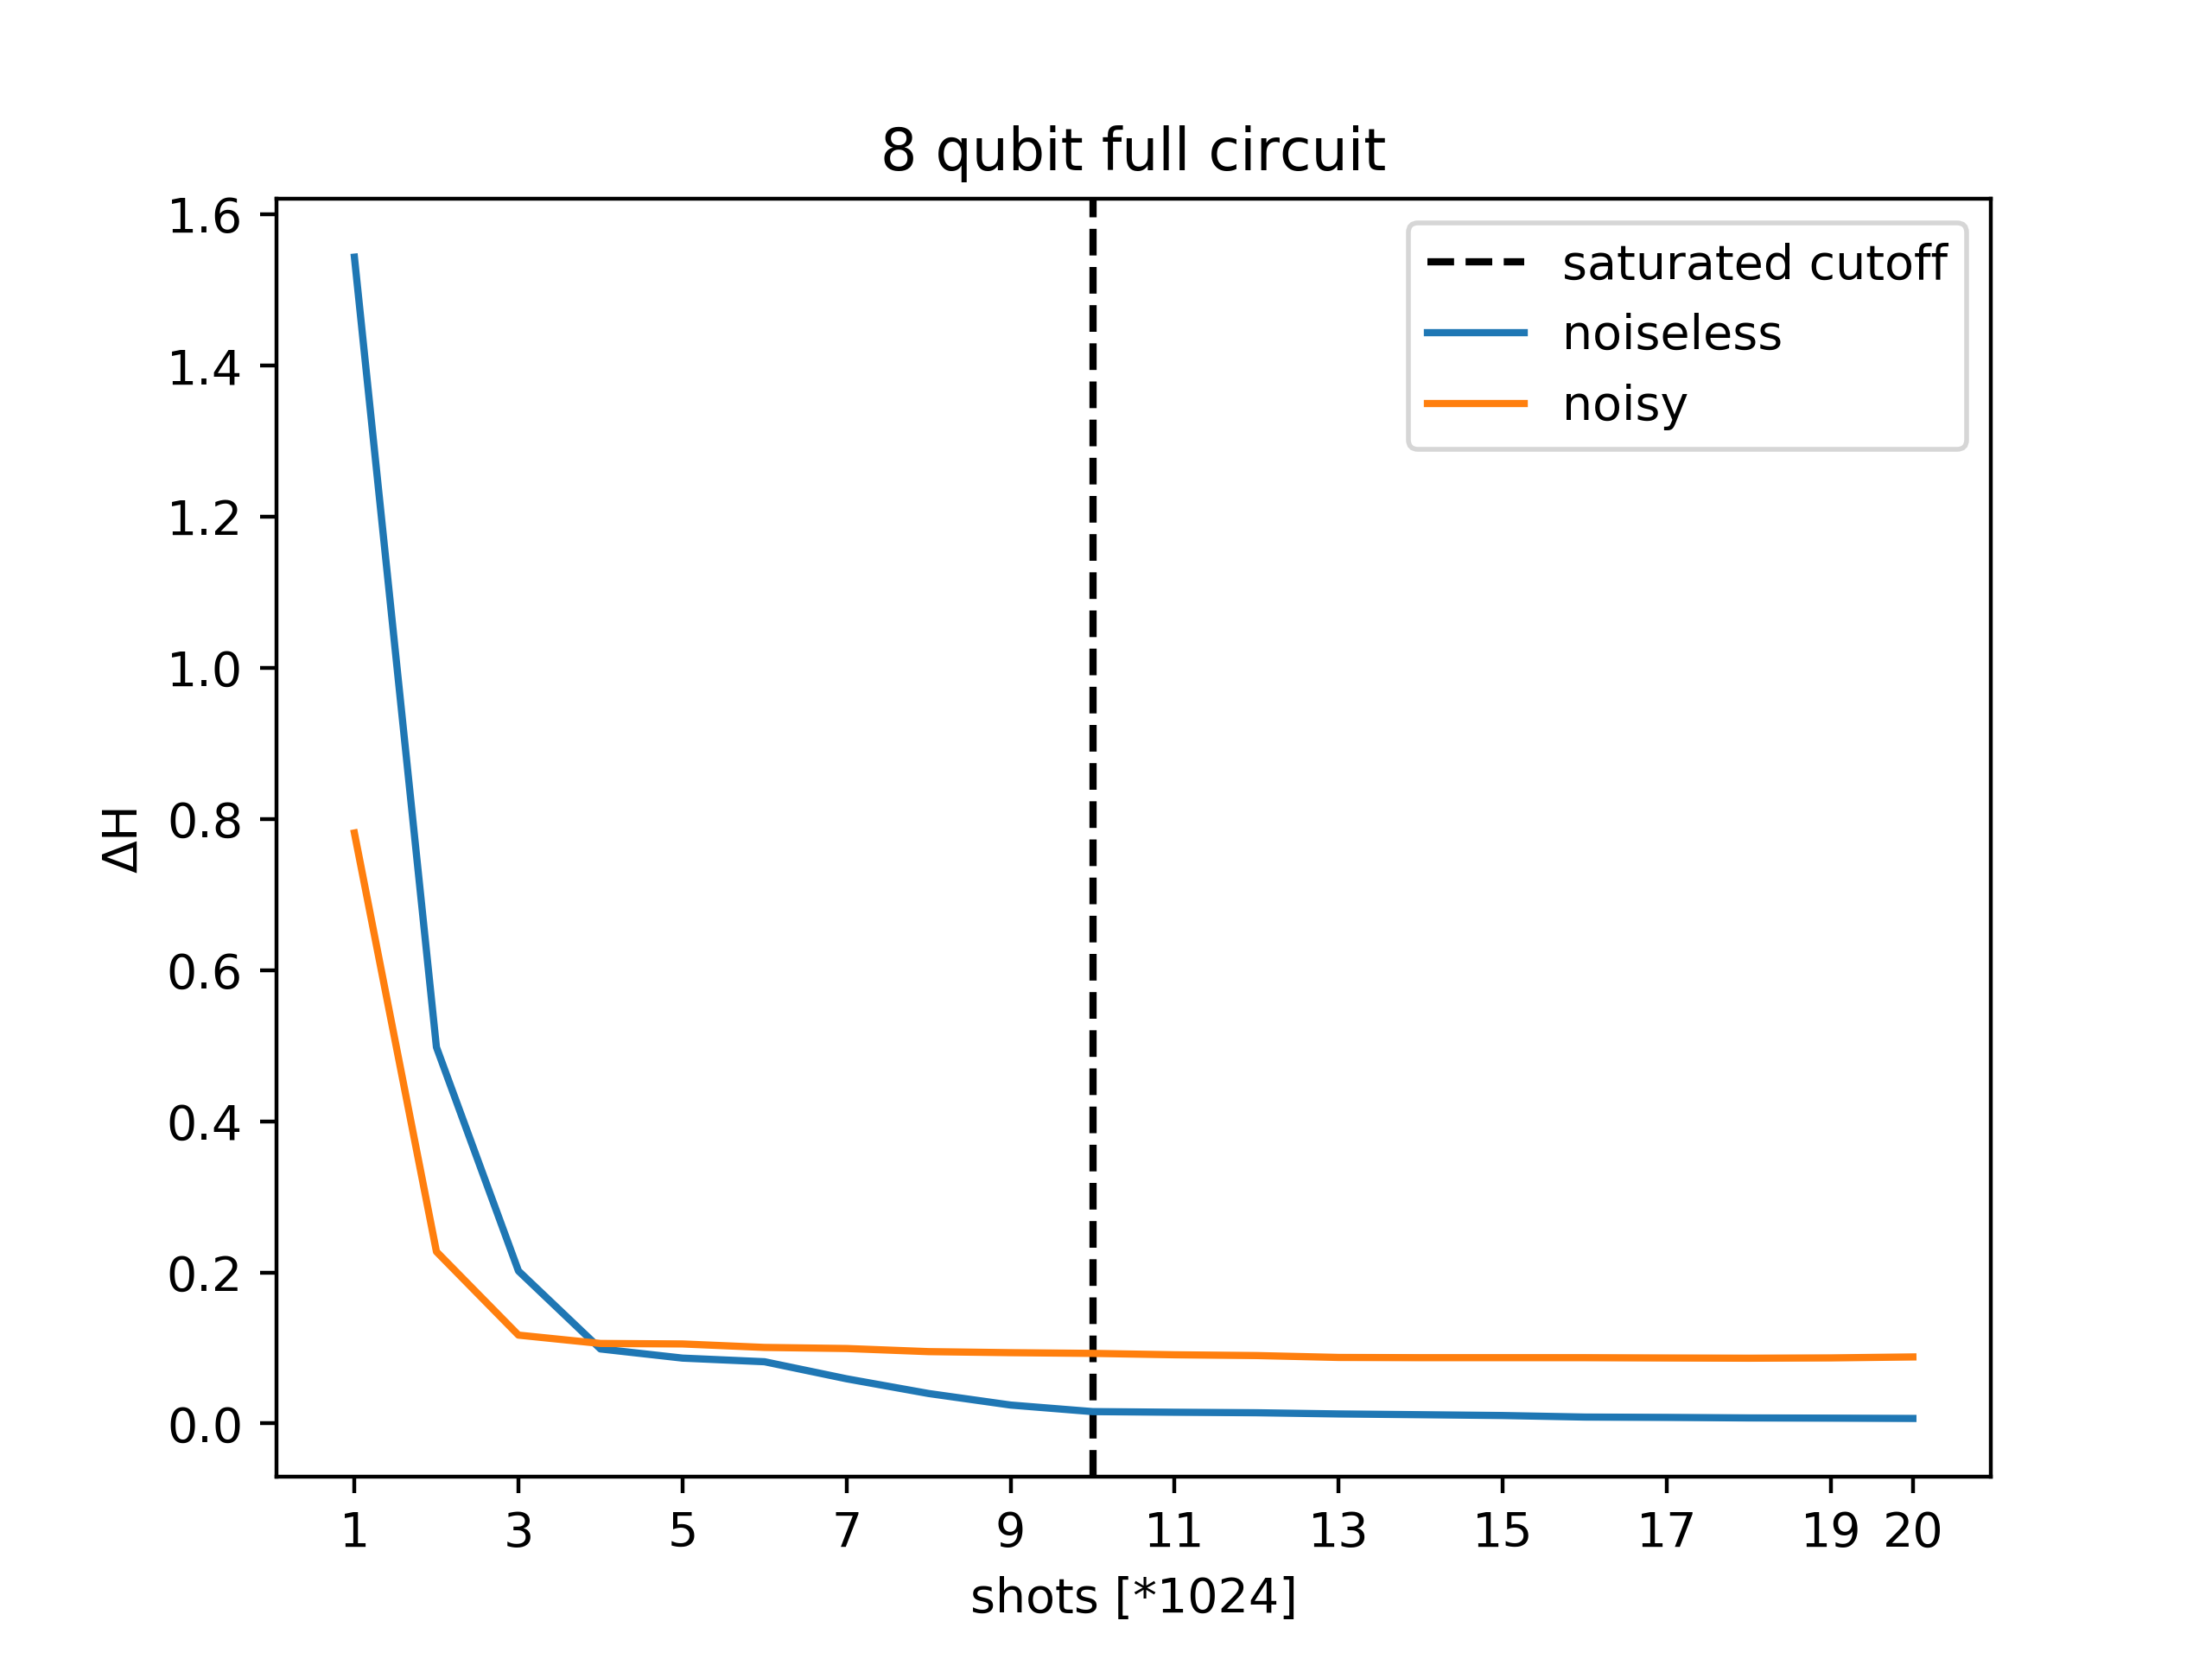 8 qubit full circuit
saturated cutoff
noiseless
noisy
ΔH
1.6
1.4
1.2
1.0
0.8
0.6
0.4
0.2
0.0
1 3 5 7 9 11 13 15 17 19 20
shots [*1024]